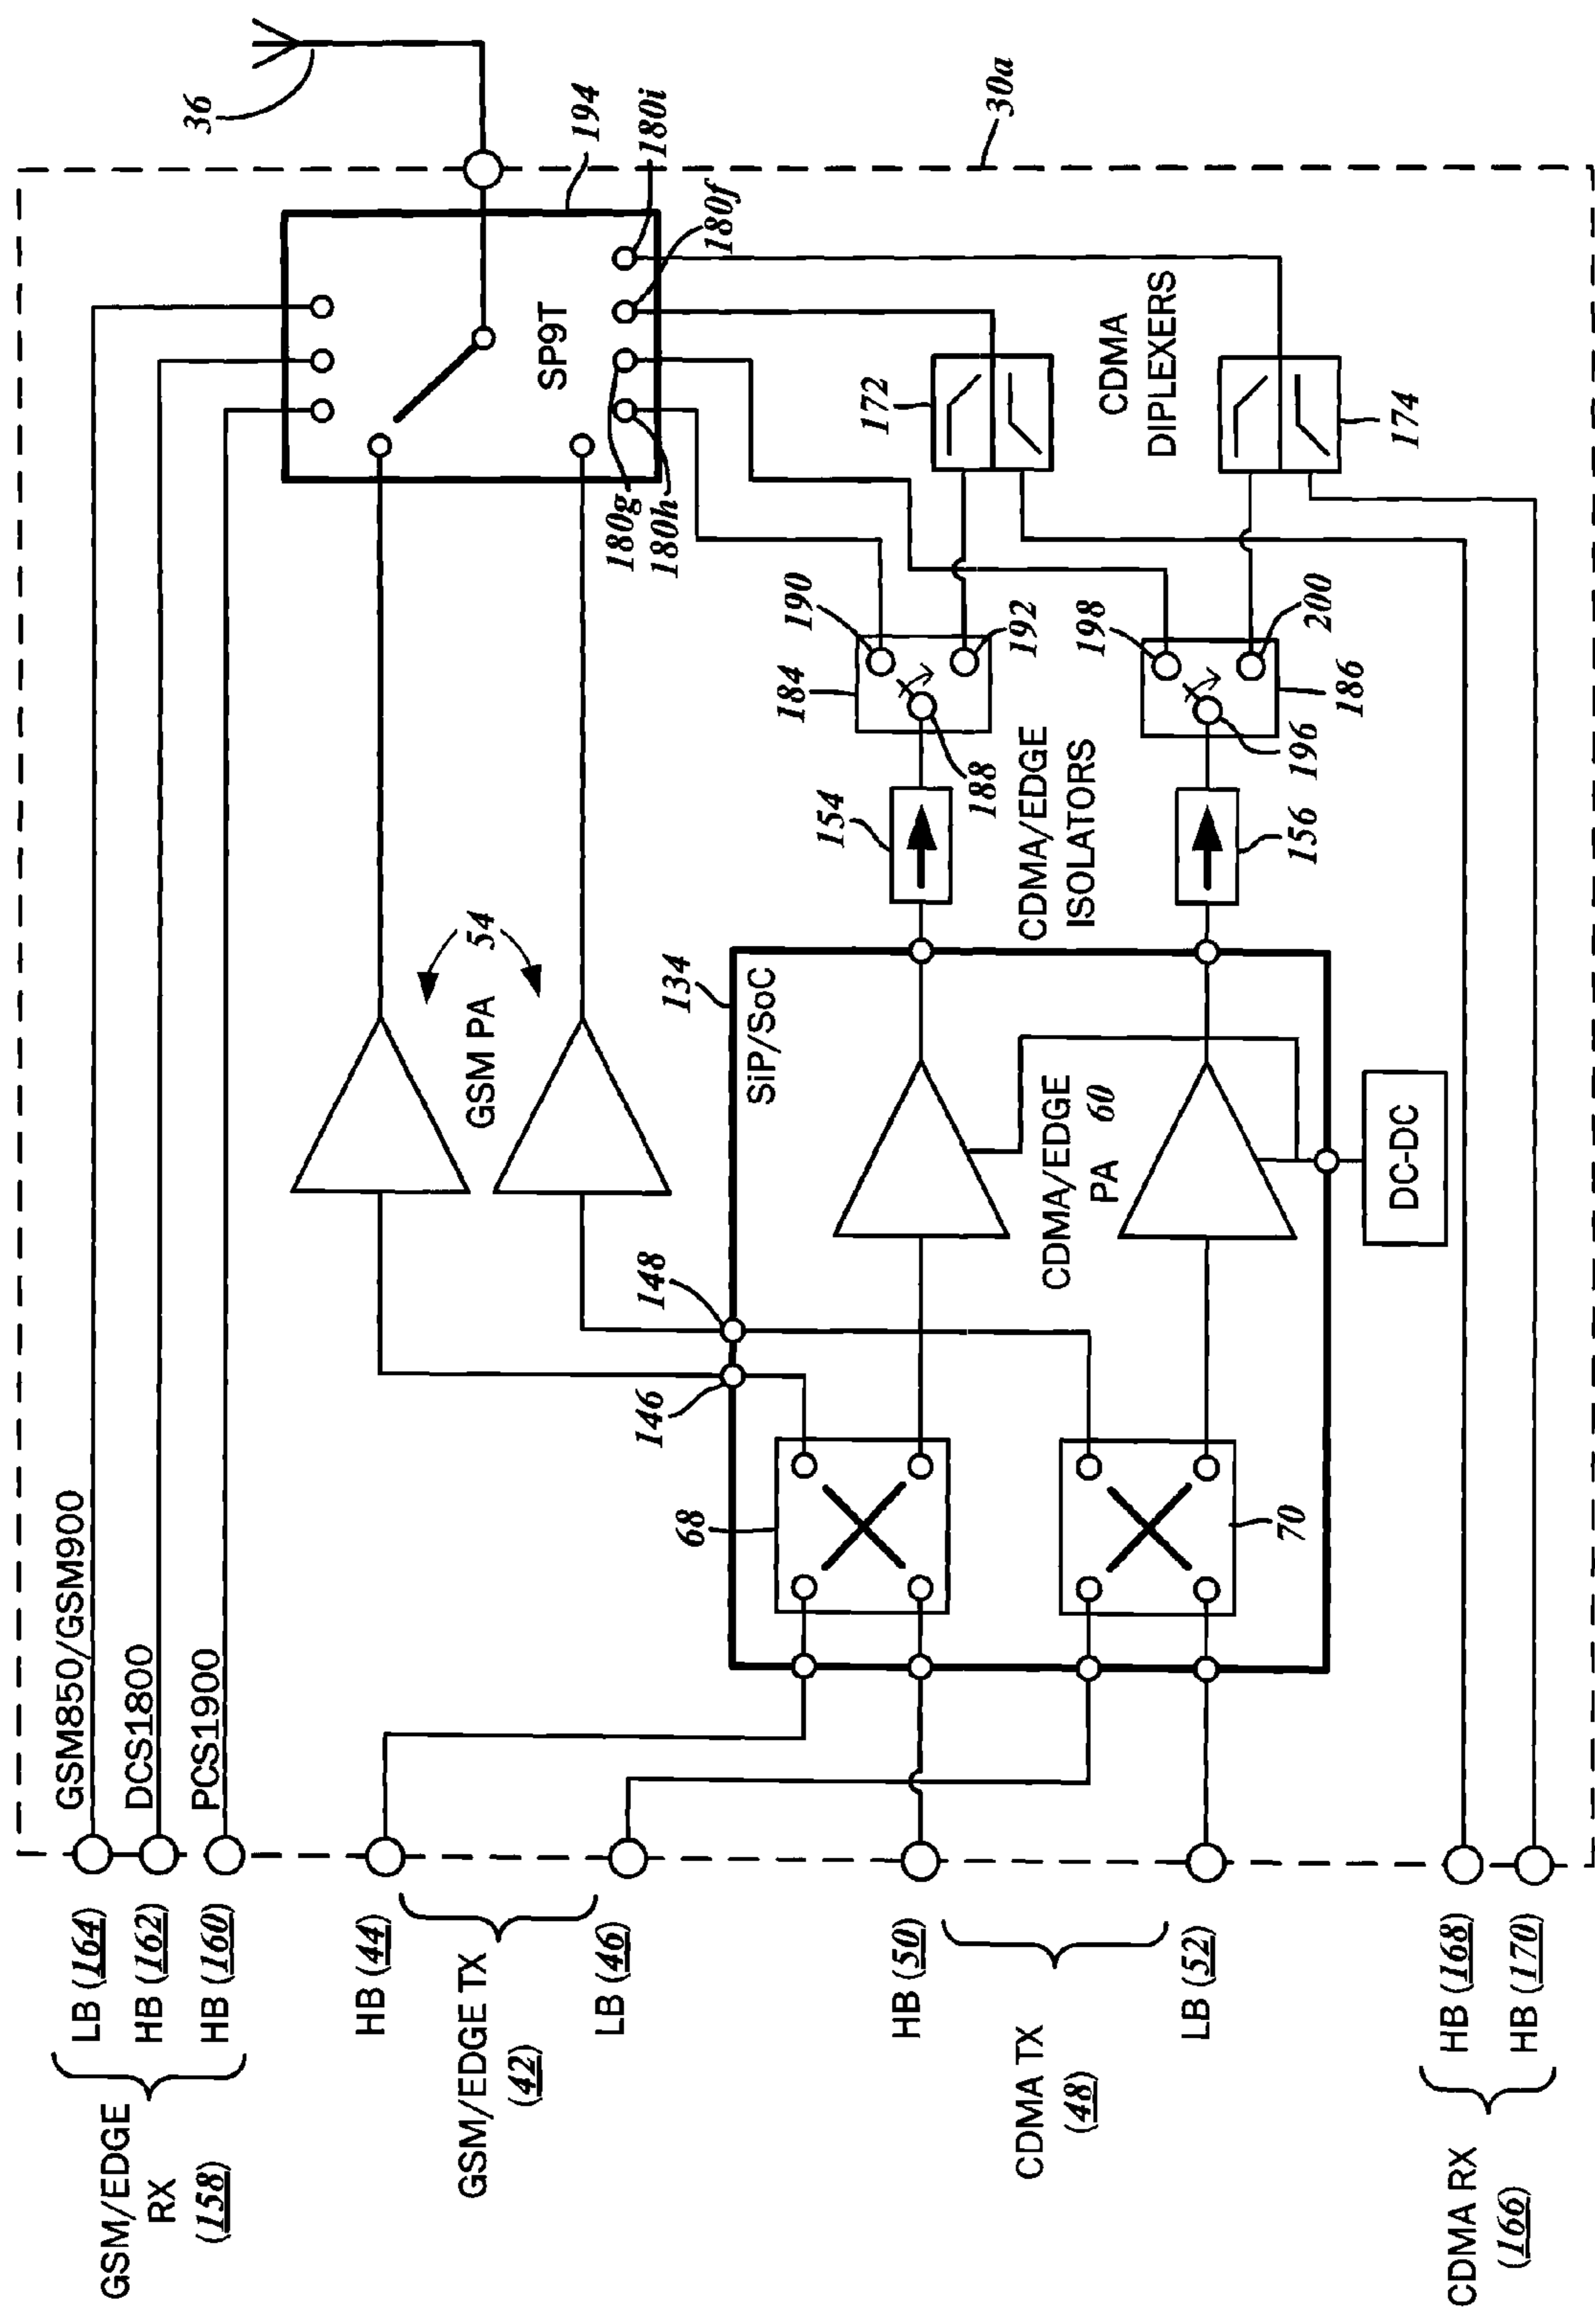 GSM/EDGE
RX
(158)
LB (164)
HB (162)
HB (160)
GSM850/GSM900
DCS1800
PCS1900
GSM/EDGE TX
(42)
HB (44)
LB (46)
CDMA TX
(48)
HB (50)
LB (52)
CDMA RX
(166)
HB (168)
HB (170)
68
70
146
148
134
SiP/SoC
GSM PA
54
CDMA/EDGE
PA 60
DC-DC
154
156
CDMA/EDGE
ISOLATORS
184
188
190
192
186
196
198
200
172
174
CDMA
DIPLEXERS
SP9T
180g
180h
180f
180i
194
36
30a